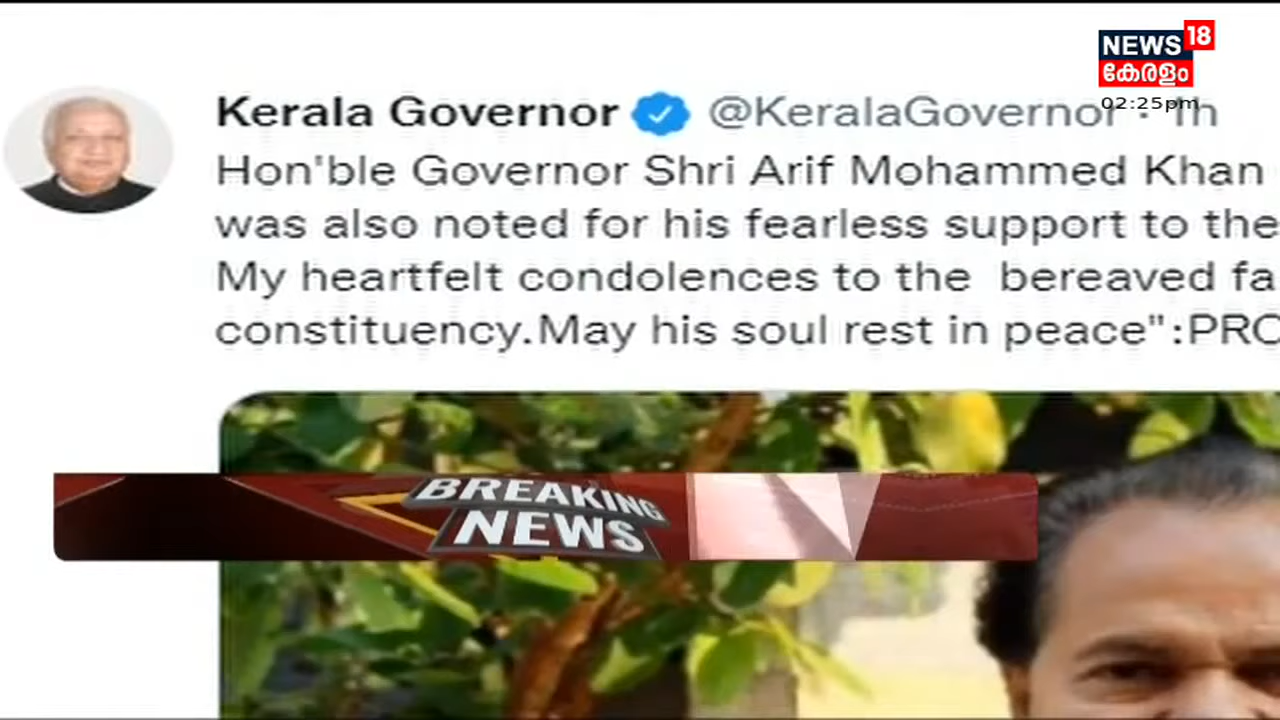 NEWS 18
കേരളം
02:25pm
Kerala Governor @KeralaGovernor · 1h
Hon'ble Governor Shri Arif Mohammed Khan
was also noted for his fearless support to the
My heartfelt condolences to the bereaved fa
constituency.May his soul rest in peace":PRO
BREAKING
NEWS